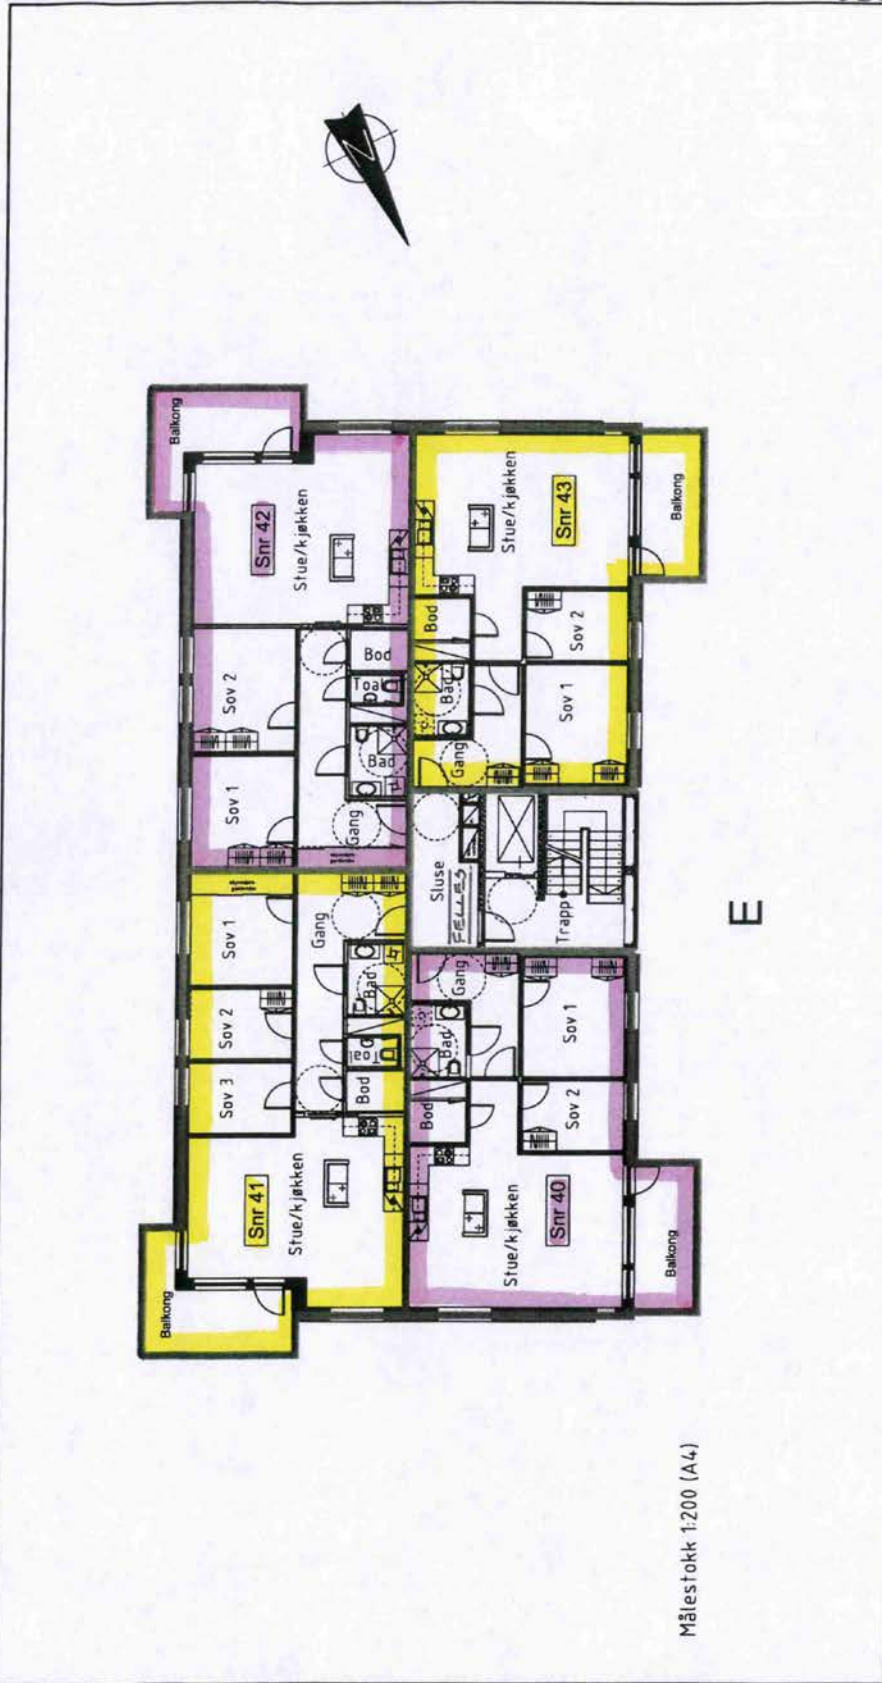 N
Balkong
Snr 42
Stue/kjøkken
Sov 2
Sov 1
Bod
Toal
Bad
Gang
Snr 43
Stue/kjøkken
Balkong
Bod
Bad
Gang
Sov 2
Sov 1
Sluse
FELLES
Trapp
E
Sov 1
Sov 2
Sov 3
Gang
Bad
Toal
Bod
Snr 41
Stue/kjøkken
Balkong
Gang
Bad
Bod
Sov 1
Sov 2
Snr 40
Stue/kjøkken
Balkong
Målestokk 1:200 (A4)